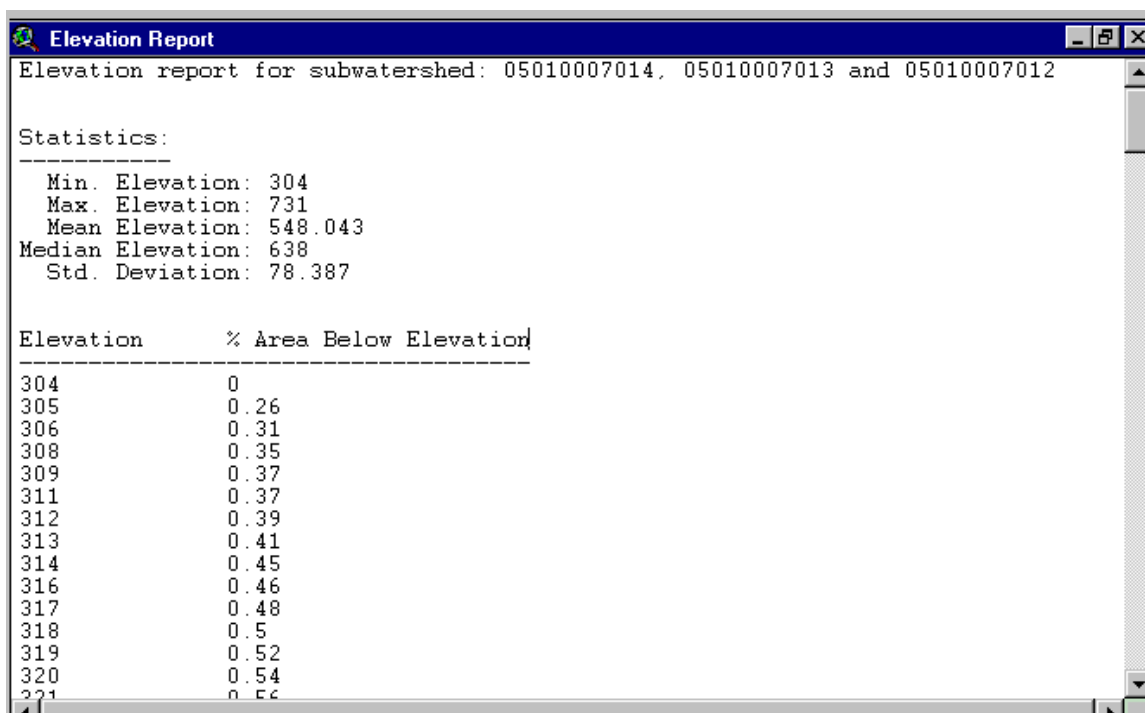 Elevation Report
Elevation report for subwatershed: 05010007014, 05010007013 and 05010007012
Statistics:
-----------
Min. Elevation: 304
Max. Elevation: 731
Mean Elevation: 548.043
Median Elevation: 638
Std. Deviation: 78.387
Elevation % Area Below Elevation
-------------------------------------
304 0
305 0.26
306 0.31
308 0.35
309 0.37
311 0.37
312 0.39
313 0.41
314 0.45
316 0.46
317 0.48
318 0.5
319 0.52
320 0.54
321 0.56